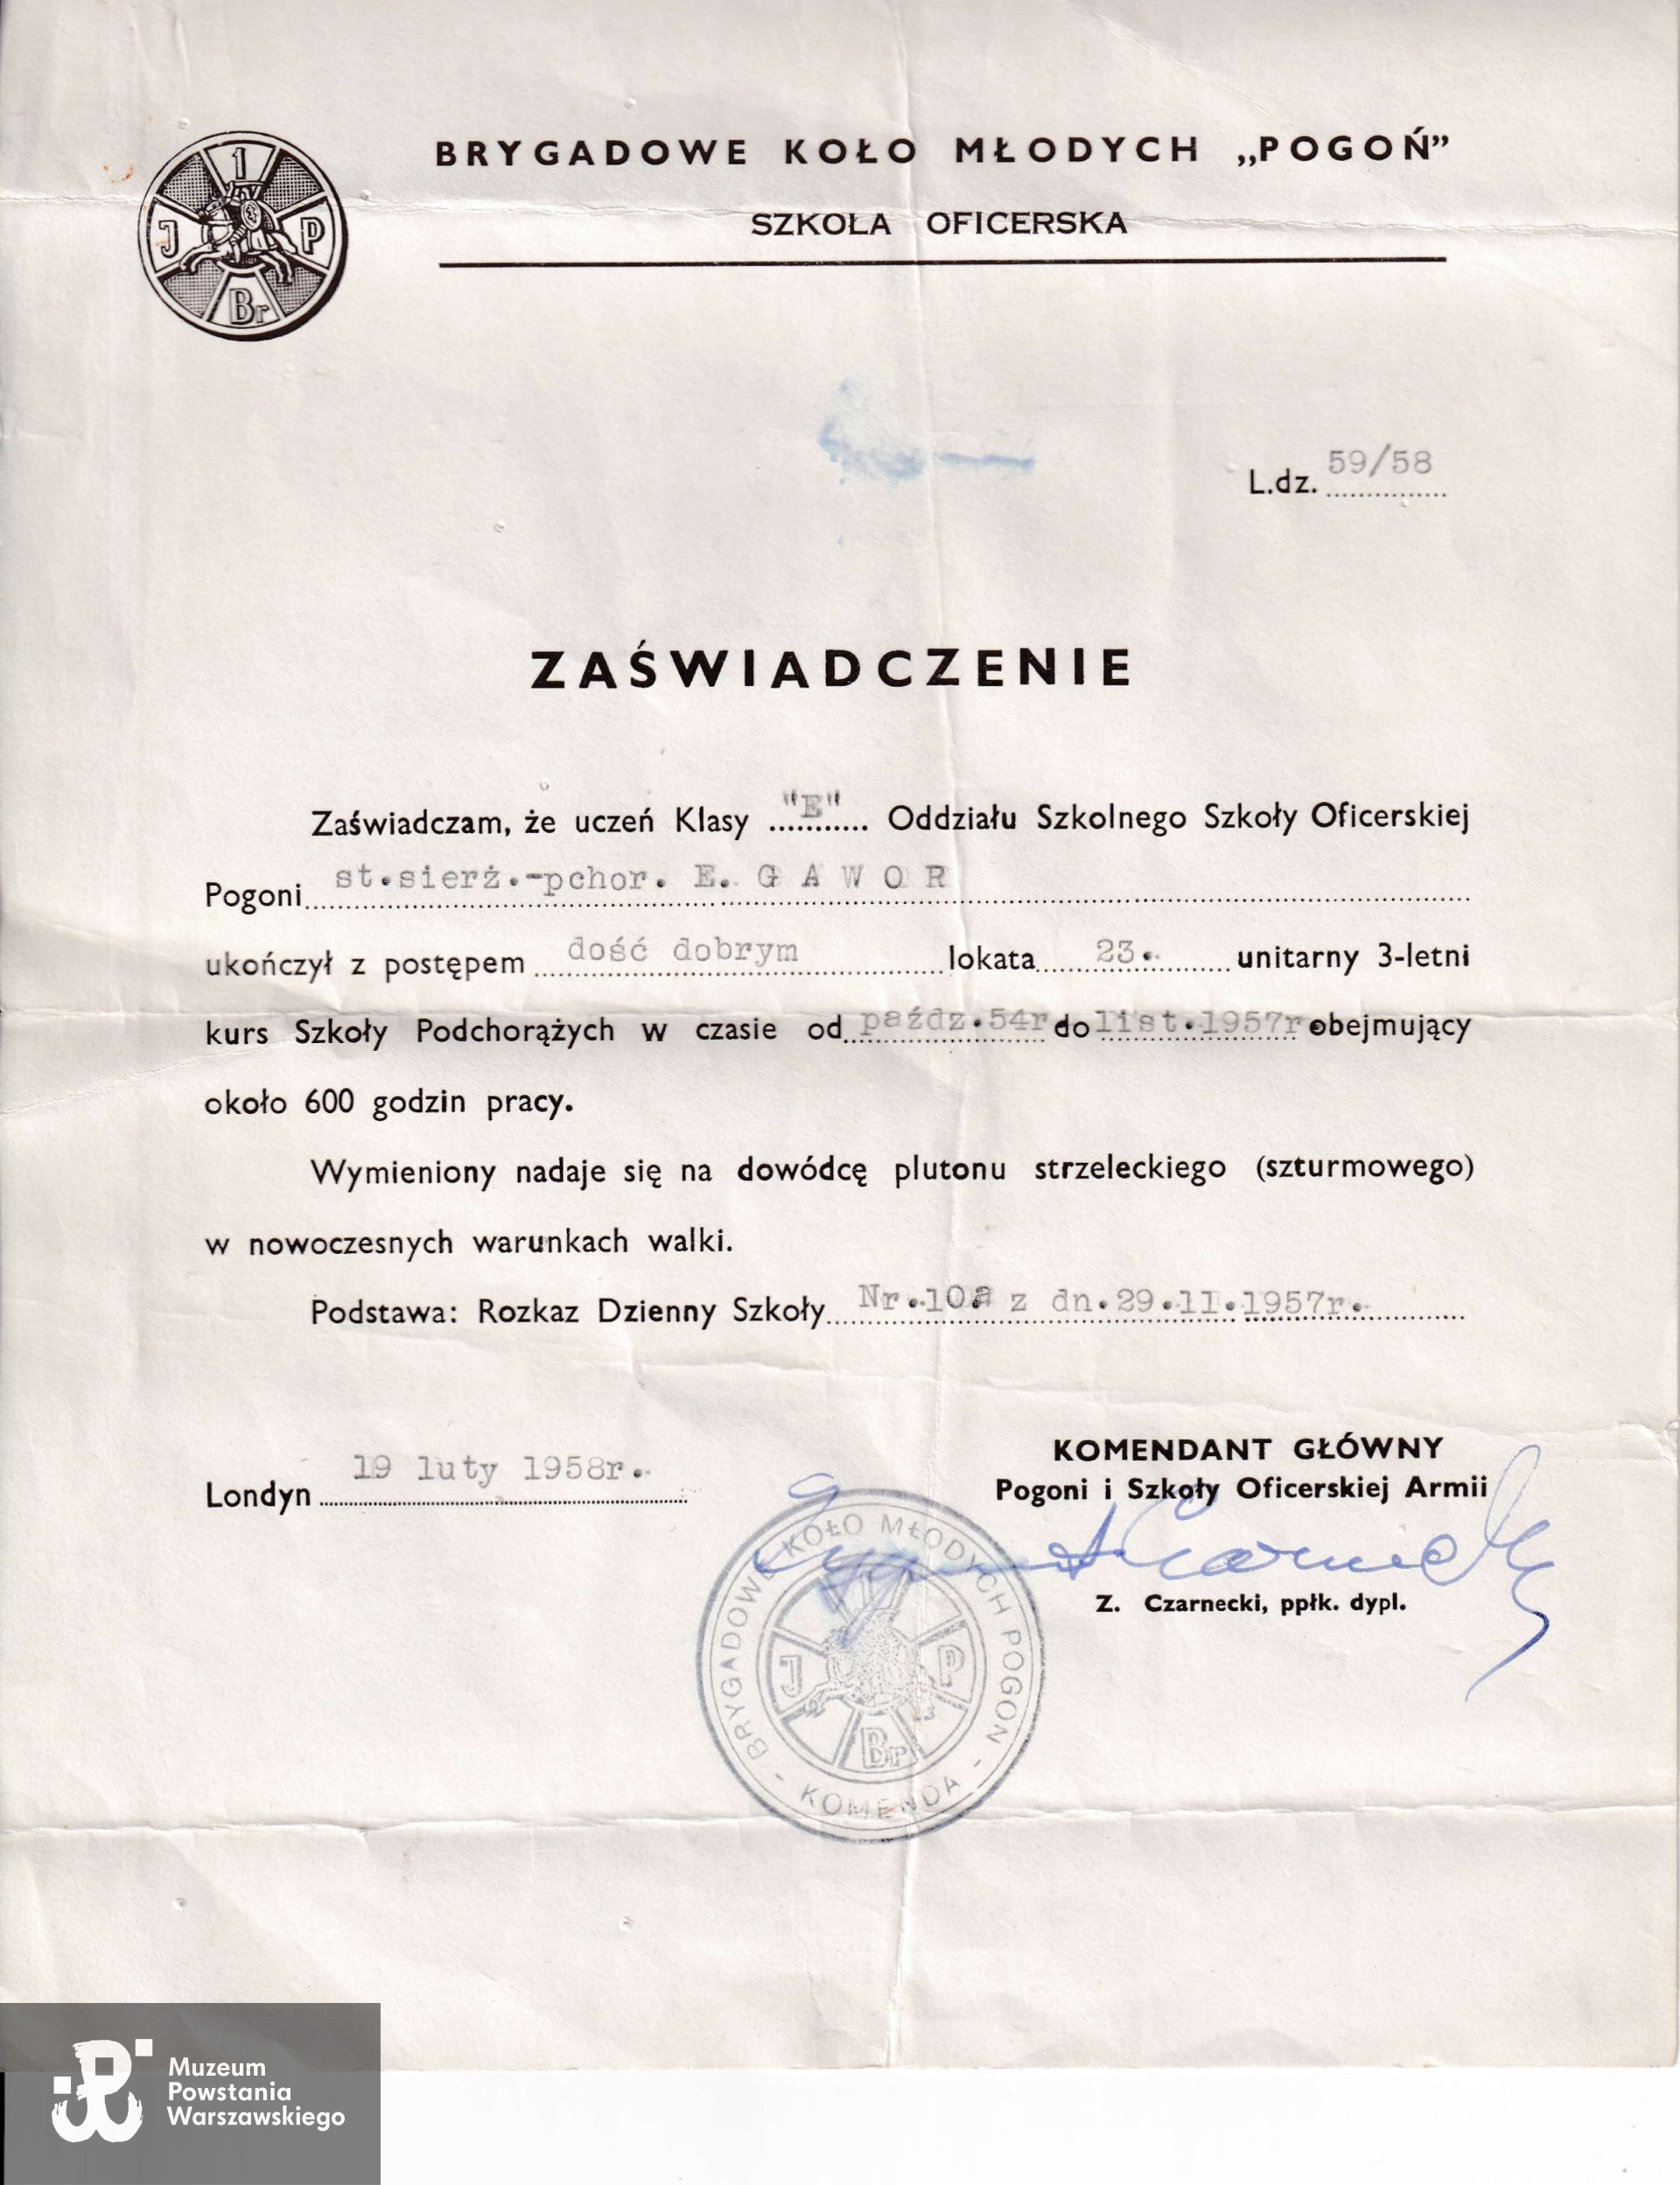 1
J P
Br
BRYGADOWE KOŁO MŁODYCH „POGOŃ”
SZKOŁA OFICERSKA
L.dz. 59/58
ZAŚWIADCZENIE
Zaświadczam, że uczeń Klasy "E" Oddziału Szkolnego Szkoły Oficerskiej
Pogoni st.sierż.-pchor. E. G A W O R
ukończył z postępem dość dobrym lokata 23. unitarny 3-letni
kurs Szkoły Podchorążych w czasie od paźdz.54r do list.1957r obejmujący
około 600 godzin pracy.
Wymieniony nadaje się na dowódcę plutonu strzeleckiego (szturmowego)
w nowoczesnych warunkach walki.
Podstawa: Rozkaz Dzienny Szkoły Nr.10a z dn.29.11.1957r.
Londyn 19 luty 1958r.
KOMENDANT GŁÓWNY
Pogoni i Szkoły Oficerskiej Armii
Z. Czarnecki, ppłk. dypl.
BRYGADOWE KOŁO MŁODYCH POGOŃ
J P
Br
- KOMENDA -
Muzeum
Powstania
Warszawskiego